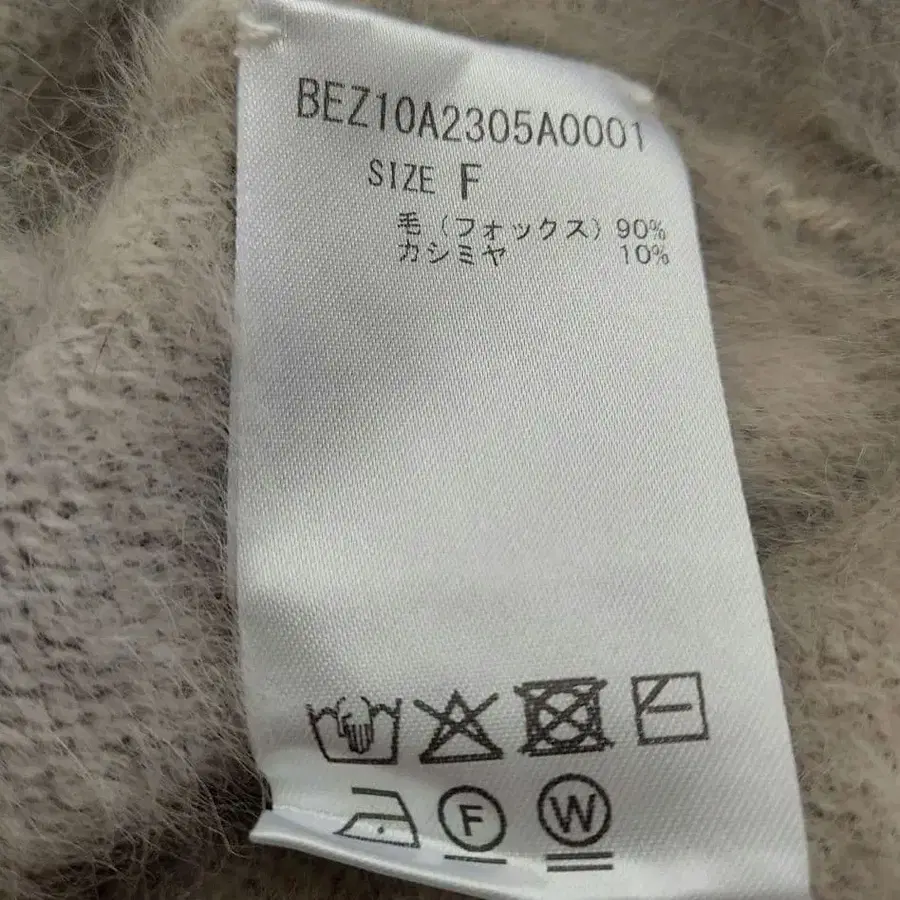 BEZ10A2305A0001
SIZE F
毛（フォックス）90%
カシミヤ 10%
F W